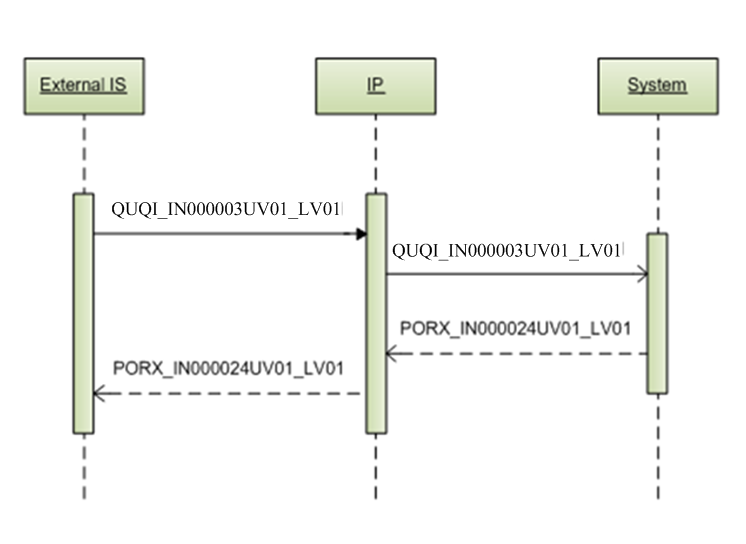 External IS
IP
System
QUQI_IN000003UV01_LV01
QUQI_IN000003UV01_LV01
PORX_IN000024UV01_LV01
PORX_IN000024UV01_LV01